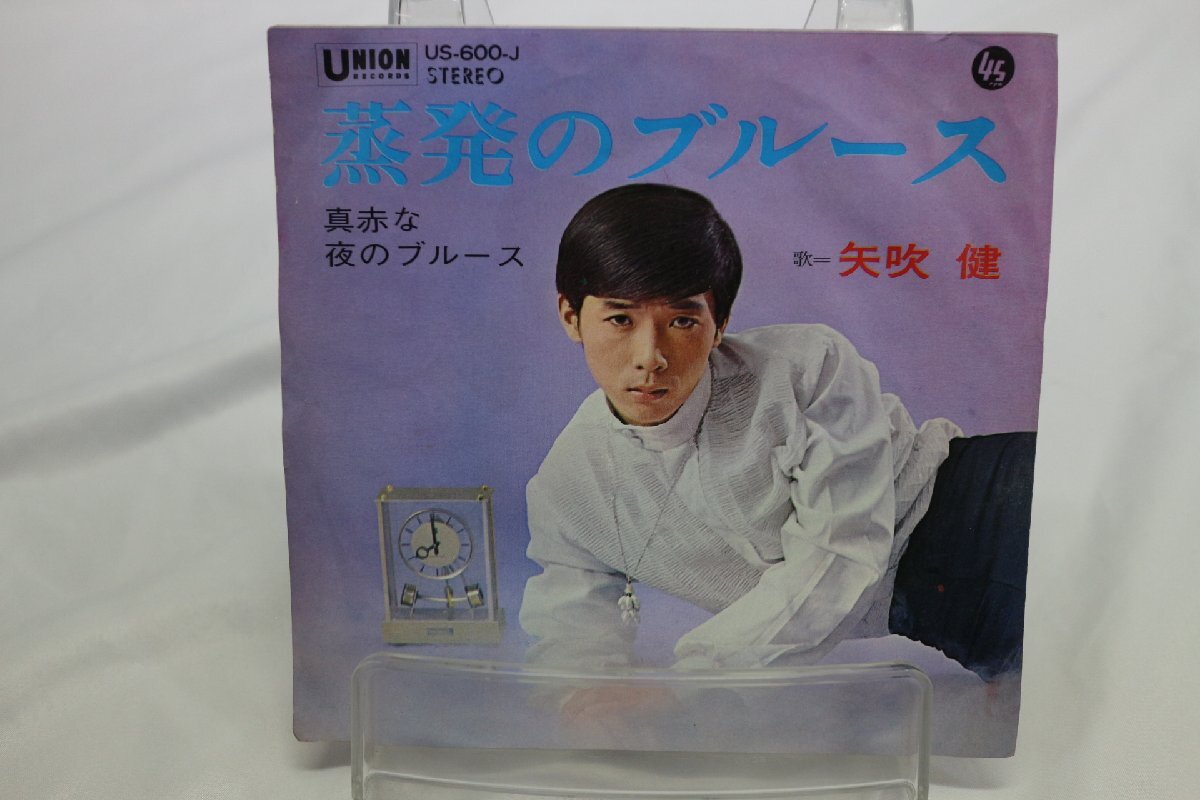 UNION
RECORDS
US-600-J
STEREO
45
蒸発のブルース
真赤な
夜のブルース
歌=矢吹 健